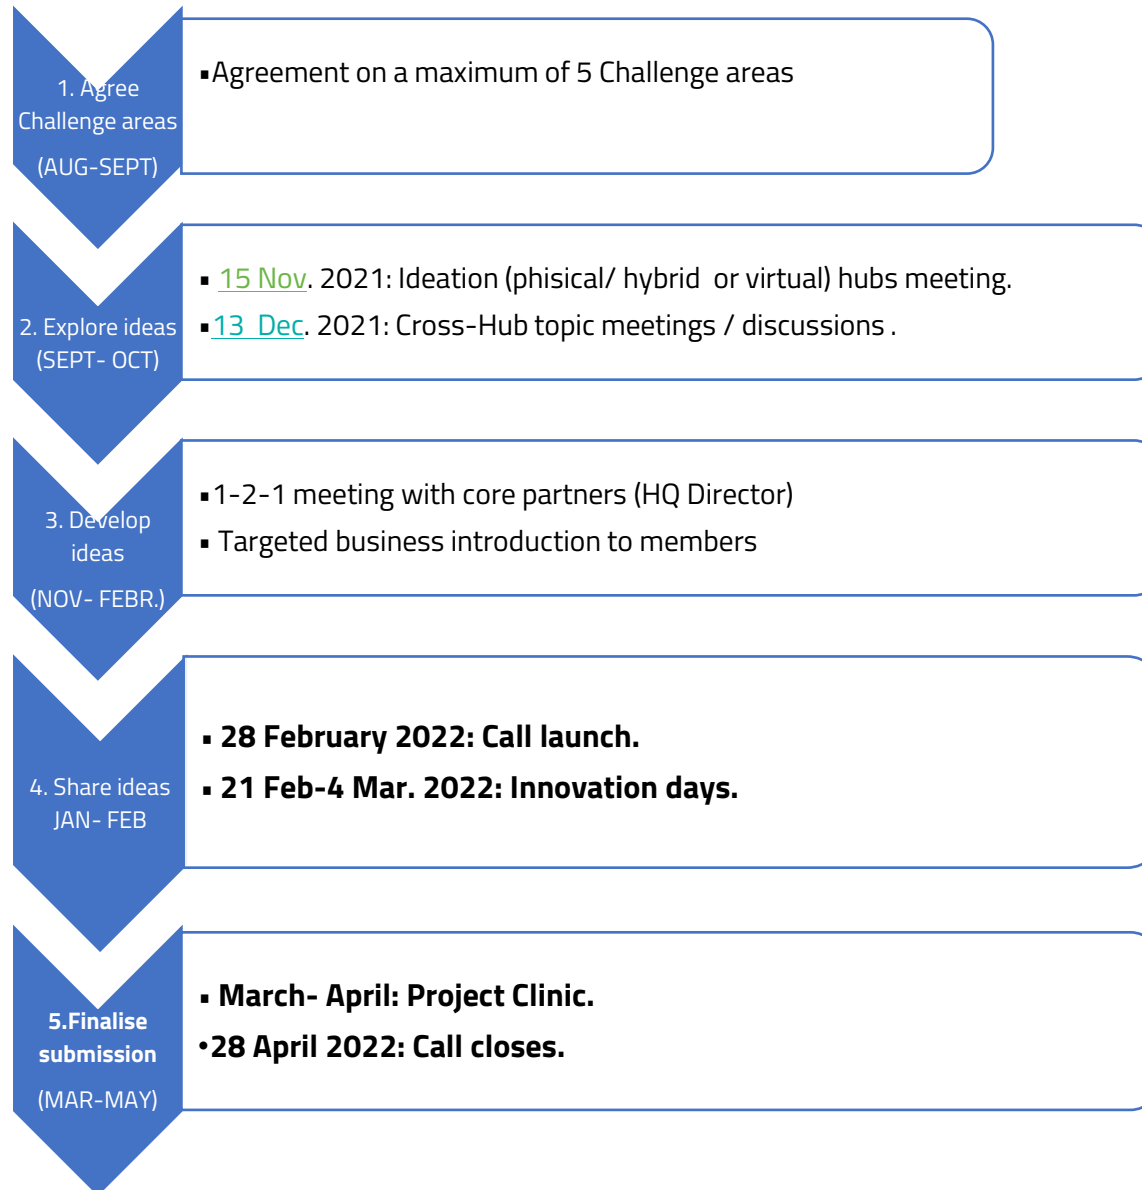 1. Agree
Challenge areas
(AUG-SEPT)
▪Agreement on a maximum of 5 Challenge areas
2. Explore ideas
(SEPT- OCT)
▪ 15 Nov. 2021: Ideation (phisical/ hybrid  or virtual) hubs meeting.
▪13  Dec. 2021: Cross-Hub topic meetings / discussions .
3. Develop
ideas
(NOV- FEBR.)
▪1-2-1 meeting with core partners (HQ Director)
▪ Targeted business introduction to members
4. Share ideas
JAN- FEB
▪ 28 February 2022: Call launch.
▪ 21 Feb-4 Mar. 2022: Innovation days.
5.Finalise
submission
(MAR-MAY)
▪ March- April: Project Clinic.
•28 April 2022: Call closes.